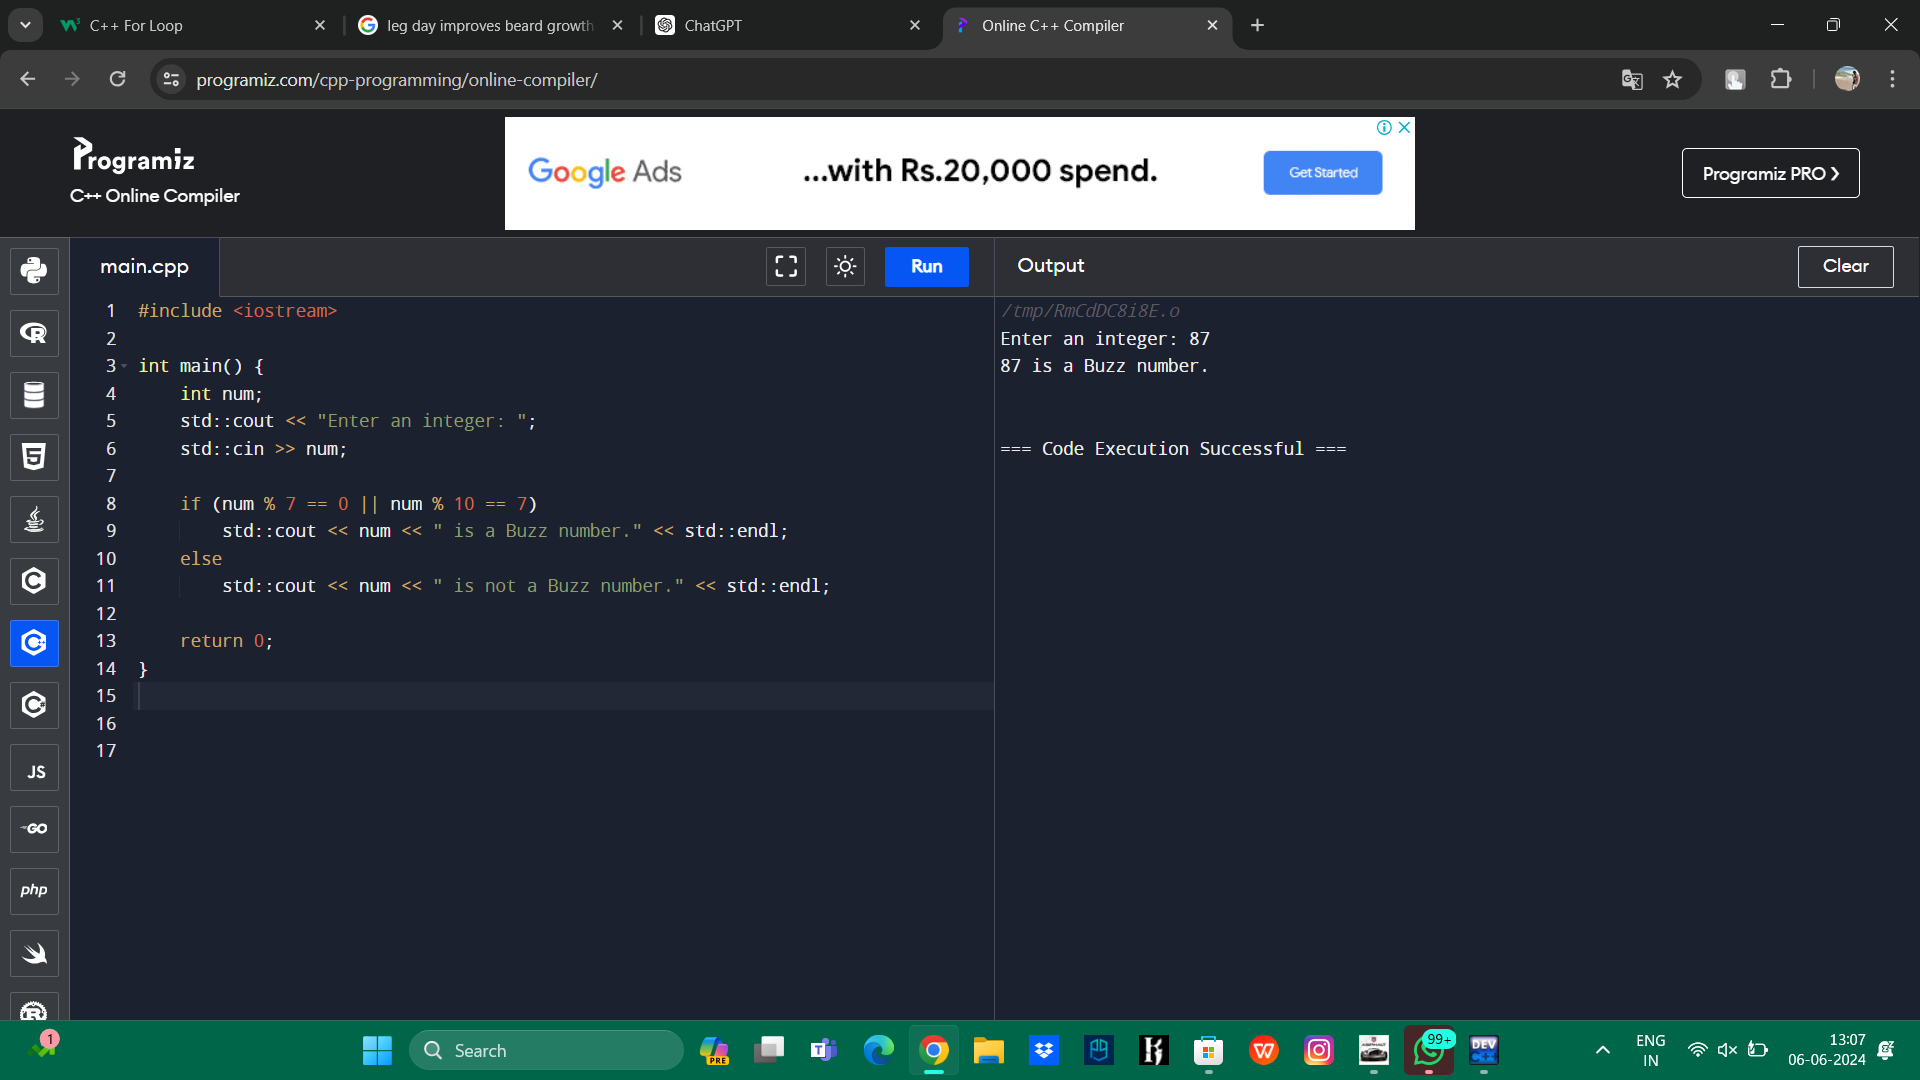 C++ For Loop
leg day improves beard growth
ChatGPT
Online C++ Compiler
programiz.com/cpp-programming/online-compiler/
Programiz
C++ Online Compiler
Google Ads
...with Rs.20,000 spend.
Get Started
Programiz PRO
main.cpp
Run
Output
Clear
1 #include <iostream>
2
3 int main() {
4 int num;
5 std::cout << "Enter an integer: ";
6 std::cin >> num;
7
8 if (num % 7 == 0 || num % 10 == 7)
9 std::cout << num << " is a Buzz number." << std::endl;
10 else
11 std::cout << num << " is not a Buzz number." << std::endl;
12
13 return 0;
14 }
15
16
17
/tmp/RmCdDC8i8E.o
Enter an integer: 87
87 is a Buzz number.
=== Code Execution Successful ===
JS
GO
php
1
Search
PRE
99+
DEV
ENG
IN
13:07
06-06-2024